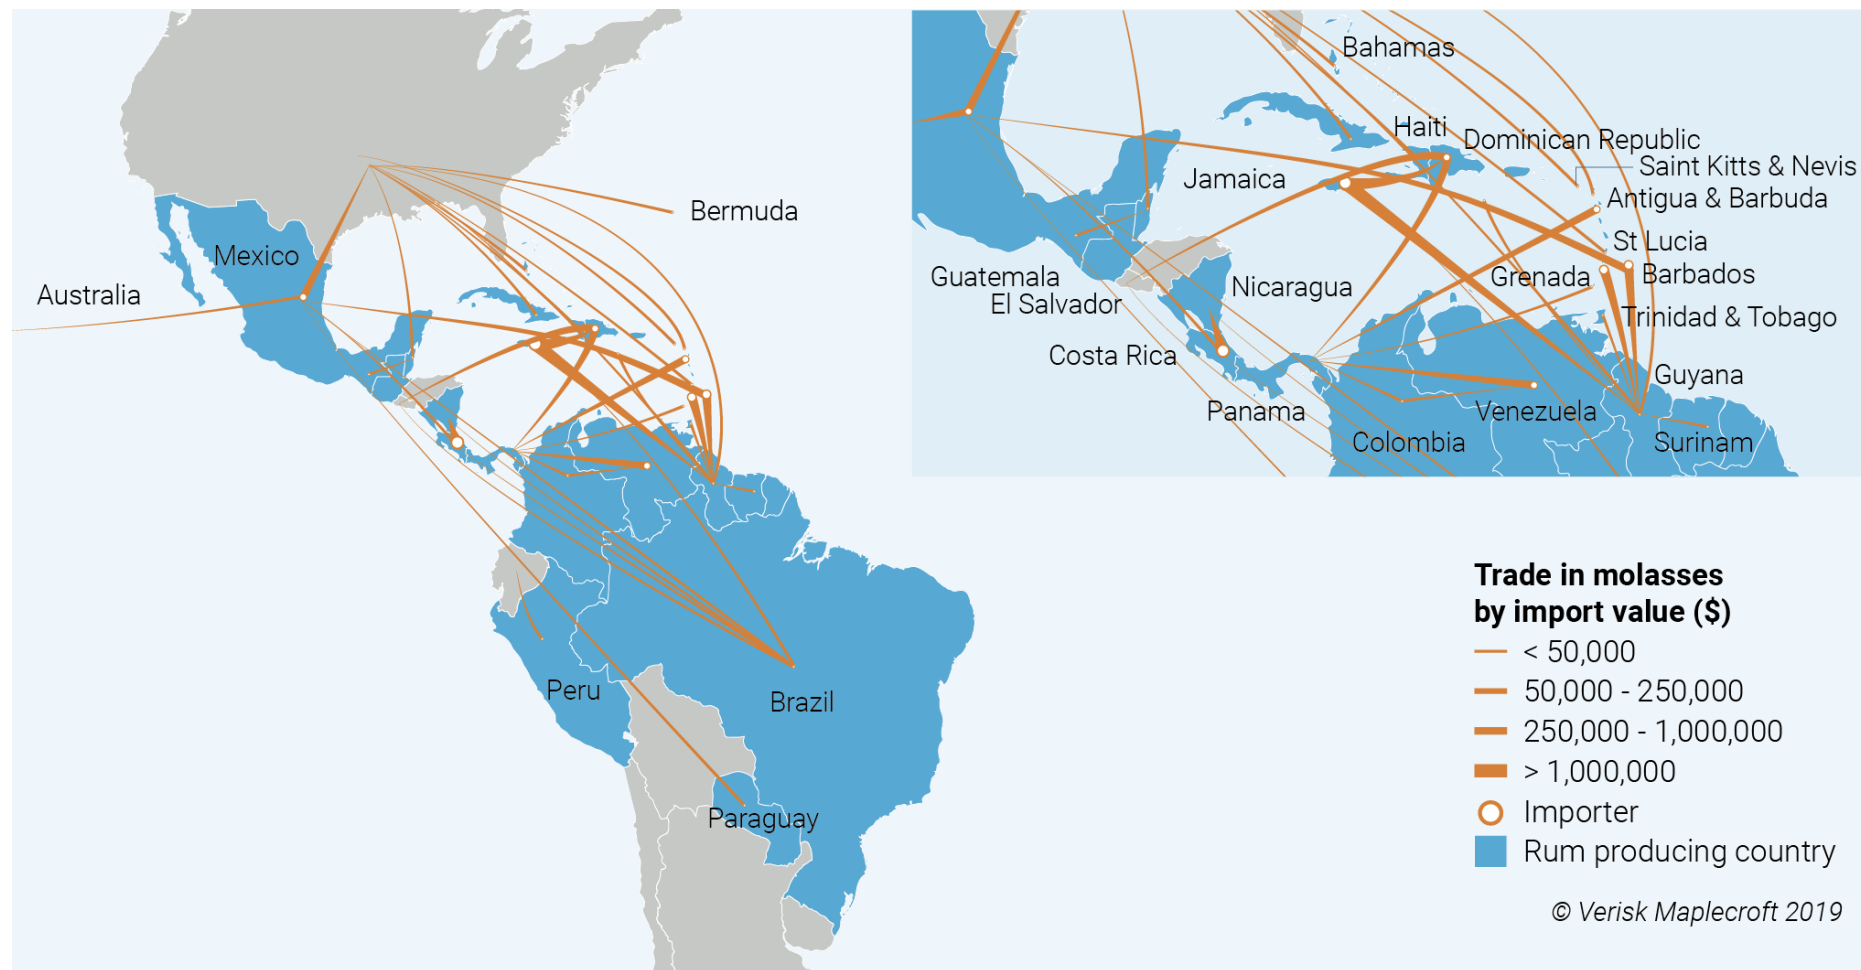 Bermuda
Mexico
Australia
Peru
Brazil
Paraguay
Bahamas
Haiti
Dominican Republic
Saint Kitts & Nevis
Jamaica
Antigua & Barbuda
St Lucia
Guatemala
Grenada
Barbados
Nicaragua
El Salvador
Trinidad & Tobago
Costa Rica
Guyana
Panama
Venezuela
Colombia
Surinam
Trade in molasses
by import value ($)
< 50,000
50,000 - 250,000
250,000 - 1,000,000
> 1,000,000
Importer
Rum producing country
© Verisk Maplecroft 2019